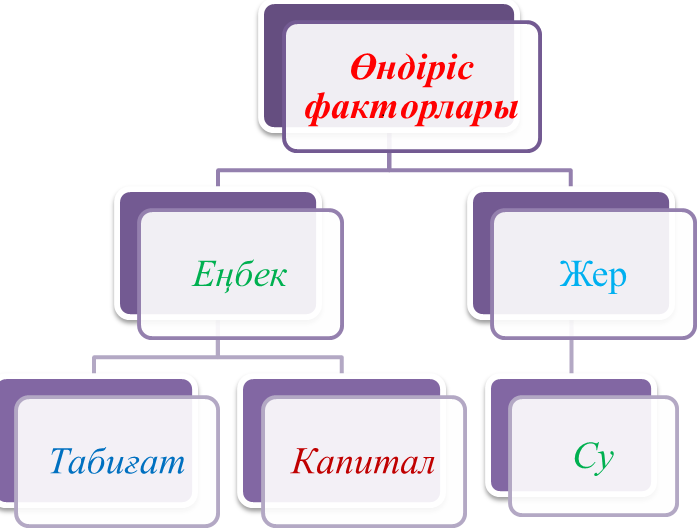 Өндіріс
факторлары
Еңбек
Жер
Табиғат
Капитал
Су